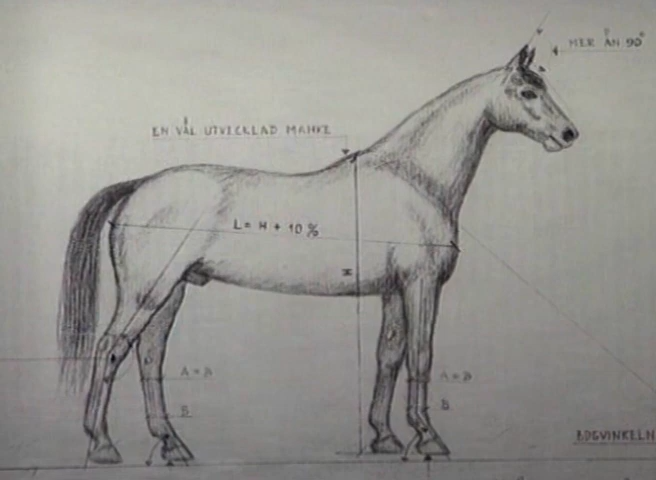 MER ÄN 90°
EN VÄL UTVECKLAD MANKE
L = H + 10%
H
A = B
A = B
B
B
BOGVINKELN